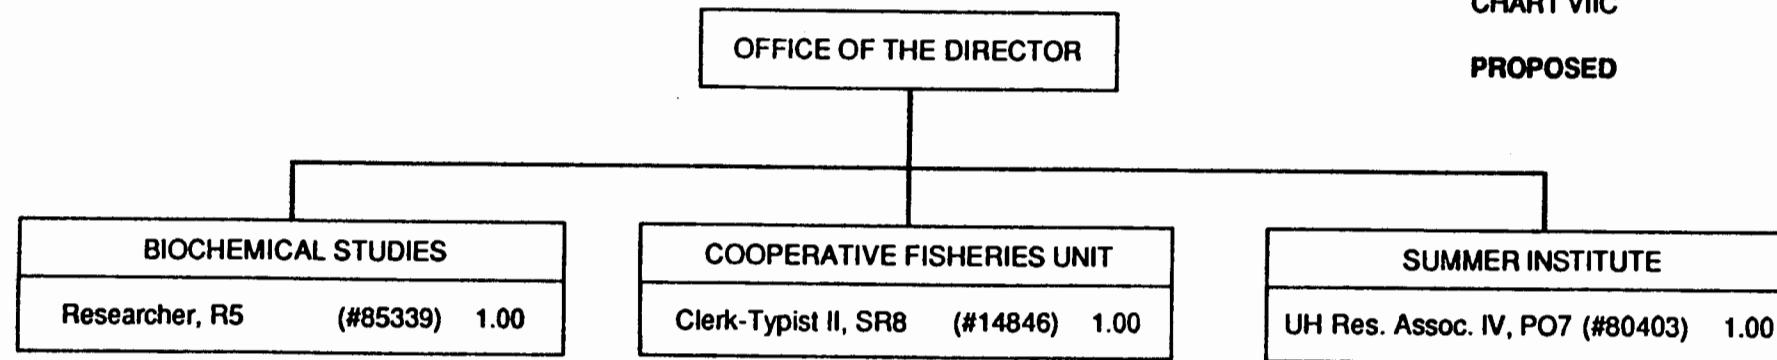 CHART VIIC
PROPOSED
OFFICE OF THE DIRECTOR
BIOCHEMICAL STUDIES
Researcher, R5 (#85339) 1.00
COOPERATIVE FISHERIES UNIT
Clerk-Typist II, SR8 (#14846) 1.00
SUMMER INSTITUTE
UH Res. Assoc. IV, PO7 (#80403) 1.00